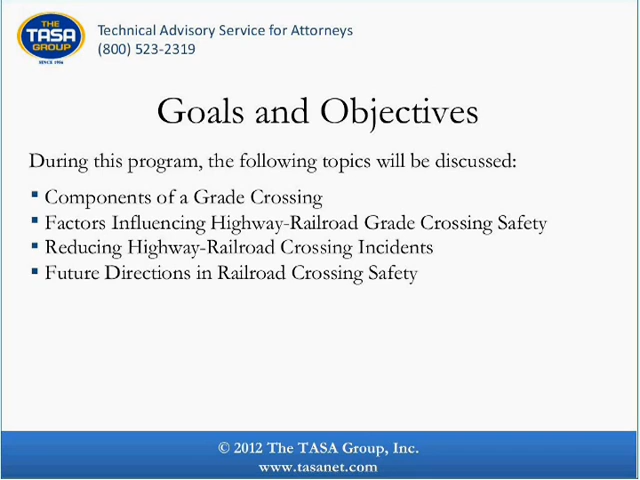 THE
TASA
GROUP
SINCE 1956
Technical Advisory Service for Attorneys
(800) 523-2319
Goals and Objectives
During this program, the following topics will be discussed:
▪ Components of a Grade Crossing
▪ Factors Influencing Highway-Railroad Grade Crossing Safety
▪ Reducing Highway-Railroad Crossing Incidents
▪ Future Directions in Railroad Crossing Safety
© 2012 The TASA Group, Inc.
www.tasanet.com